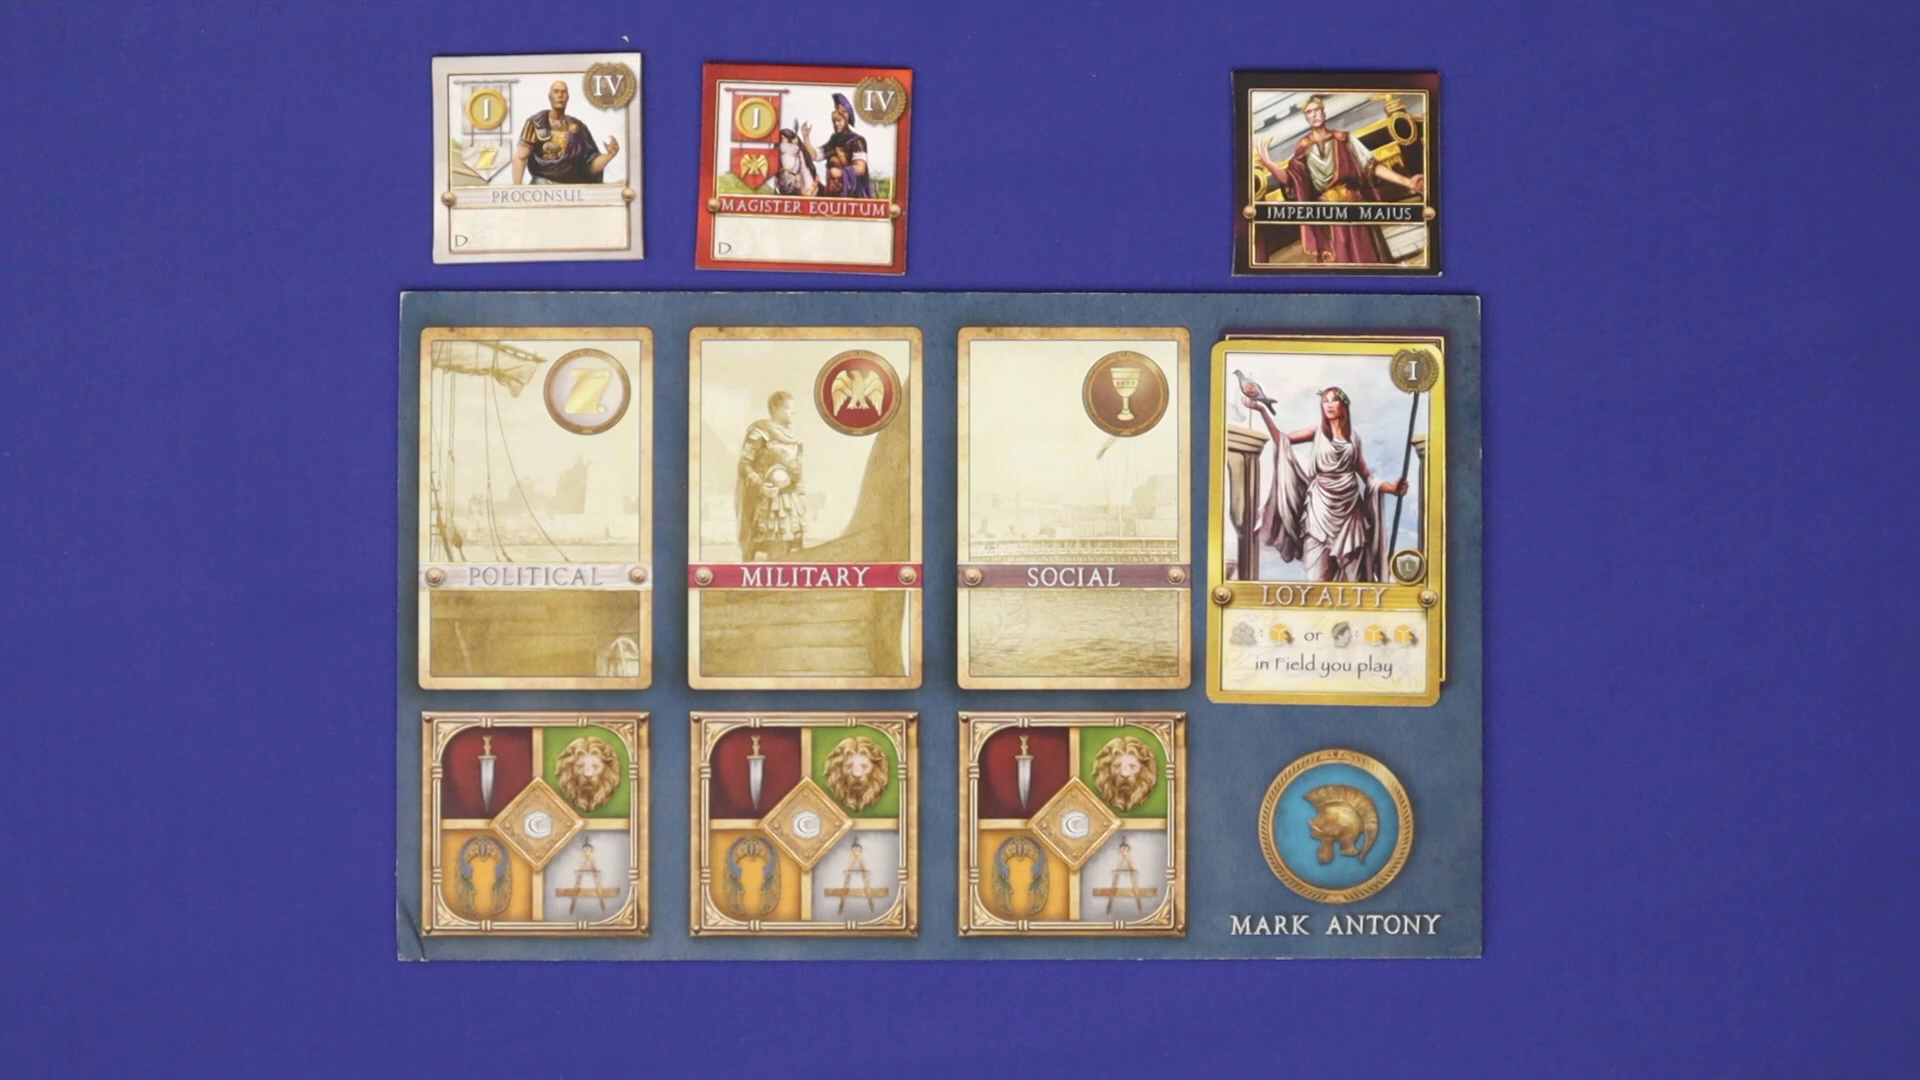 IV
J
PROCONSUL
D
IV
J
MAGISTER EQUITUM
D
IMPERIUM MAIUS
POLITICAL
MILITARY
SOCIAL
I
LOYALTY
: or :
in Field you play
C
C
C
MARK ANTONY